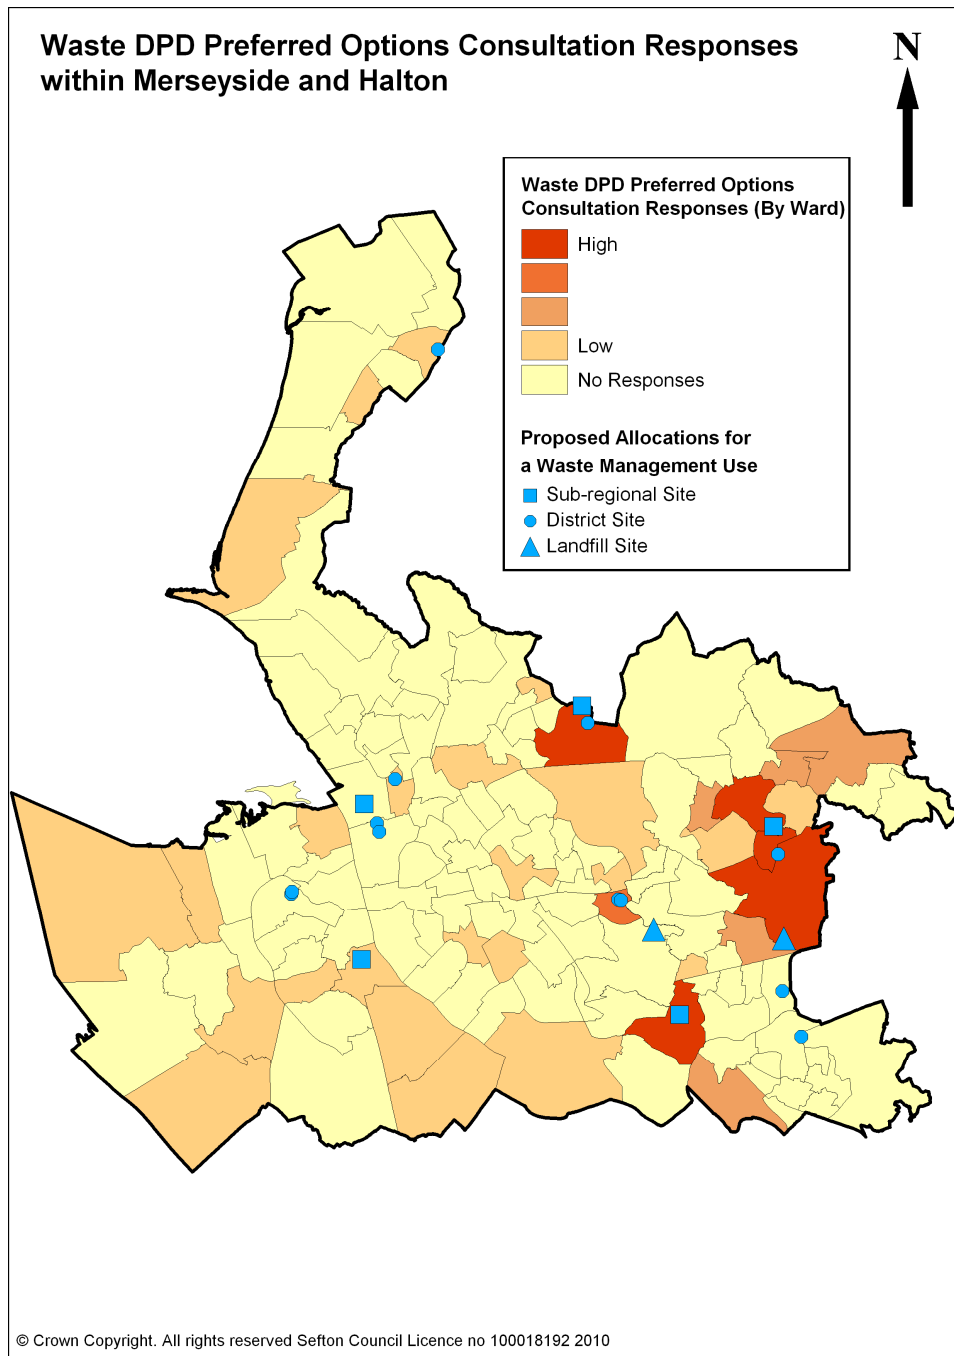 Waste DPD Preferred Options Consultation Responses
within Merseyside and Halton
N
Waste DPD Preferred Options
Consultation Responses (By Ward)
High
Low
No Responses
Proposed Allocations for
a Waste Management Use
Sub-regional Site
District Site
Landfill Site
© Crown Copyright. All rights reserved Sefton Council Licence no 100018192 2010